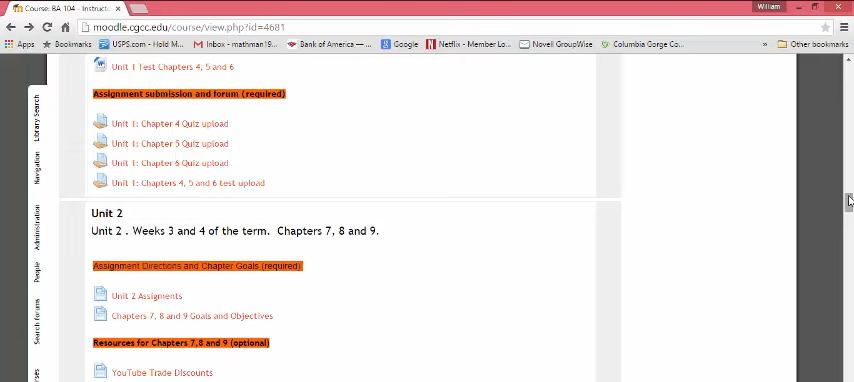 Course: BA 104 - Instruct
William
moodle.cgcc.edu/course/view.php?id=4681
Apps
Bookmarks
USPS.com - Hold M...
Inbox - mathman19...
Bank of America — ...
Google
Netflix - Member Lo...
Novell GroupWise
Columbia Gorge Co...
»
Other bookmarks
Unit 1 Test Chapters 4, 5 and 6
Assignment submission and forum (required)
Unit 1: Chapter 4 Quiz upload
Unit 1: Chapter 5 Quiz upload
Unit 1: Chapter 6 Quiz upload
Unit 1: Chapters 4, 5 and 6 test upload
Unit 2
Unit 2 . Weeks 3 and 4 of the term. Chapters 7, 8 and 9.
Assignment Directions and Chapter Goals (required)
Unit 2 Assigments
Chapters 7, 8 and 9 Goals and Objectives
Resources for Chapters 7,8 and 9 (optional)
YouTube Trade Discounts
Library Search
Navigation
Administration
People
Search forums